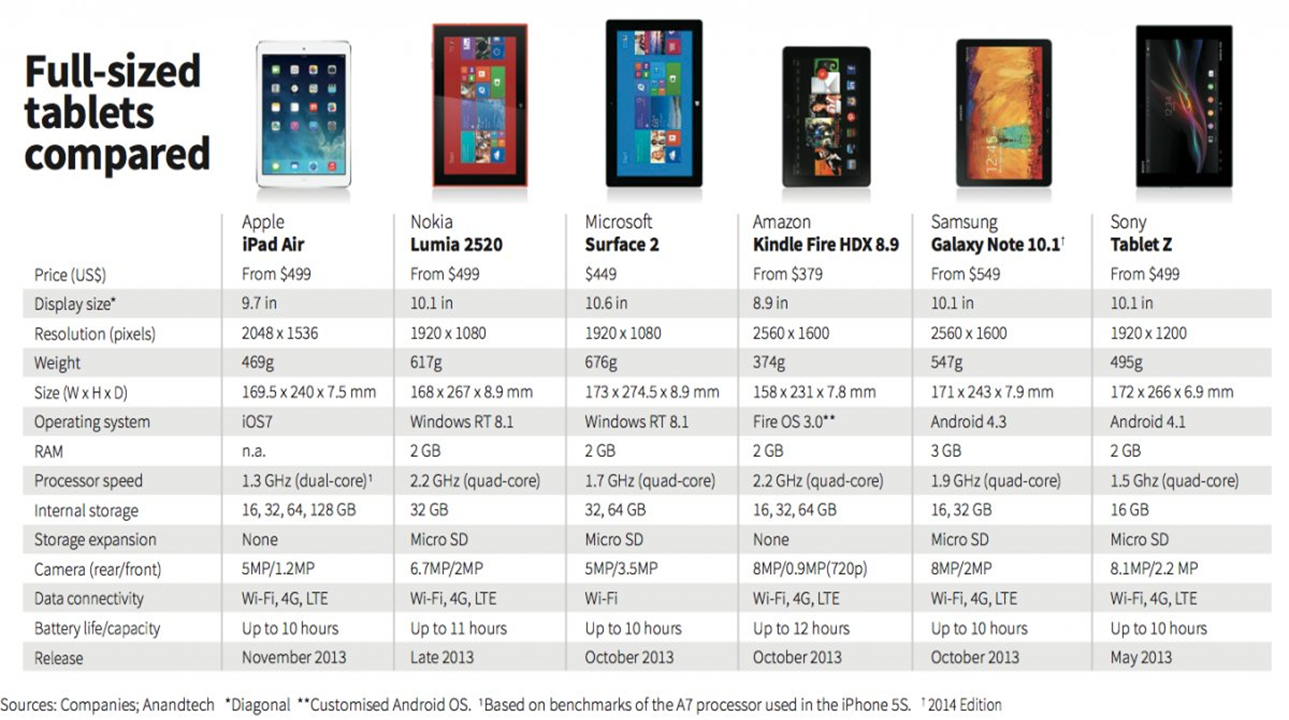 Full-sized
tablets
compared
Apple Nokia Microsoft Amazon Samsung Sony
iPad Air Lumia 2520 Surface 2 Kindle Fire HDX 8.9 Galaxy Note 10.1† Tablet Z
Price (US$) From $499 From $499 $449 From $379 From $549 From $499
Display size* 9.7 in 10.1 in 10.6 in 8.9 in 10.1 in 10.1 in
Resolution (pixels) 2048 x 1536 1920 x 1080 1920 x 1080 2560 x 1600 2560 x 1600 1920 x 1200
Weight 469g 617g 676g 374g 547g 495g
Size (W x H x D) 169.5 x 240 x 7.5 mm 168 x 267 x 8.9 mm 173 x 274.5 x 8.9 mm 158 x 231 x 7.8 mm 171 x 243 x 7.9 mm 172 x 266 x 6.9 mm
Operating system iOS7 Windows RT 8.1 Windows RT 8.1 Fire OS 3.0** Android 4.3 Android 4.1
RAM n.a. 2 GB 2 GB 2 GB 3 GB 2 GB
Processor speed 1.3 GHz (dual-core)¹ 2.2 GHz (quad-core) 1.7 GHz (quad-core) 2.2 GHz (quad-core) 1.9 GHz (quad-core) 1.5 Ghz (quad-core)
Internal storage 16, 32, 64, 128 GB 32 GB 32, 64 GB 16, 32, 64 GB 16, 32 GB 16 GB
Storage expansion None Micro SD Micro SD None Micro SD Micro SD
Camera (rear/front) 5MP/1.2MP 6.7MP/2MP 5MP/3.5MP 8MP/0.9MP(720p) 8MP/2MP 8.1MP/2.2 MP
Data connectivity Wi-Fi, 4G, LTE Wi-Fi, 4G, LTE Wi-Fi Wi-Fi, 4G, LTE Wi-Fi, 4G, LTE Wi-Fi, 4G, LTE
Battery life/capacity Up to 10 hours Up to 11 hours Up to 10 hours Up to 12 hours Up to 10 hours Up to 10 hours
Release November 2013 Late 2013 October 2013 October 2013 October 2013 May 2013
Sources: Companies; Anandtech *Diagonal **Customised Android OS. ¹Based on benchmarks of the A7 processor used in the iPhone 5S. †2014 Edition